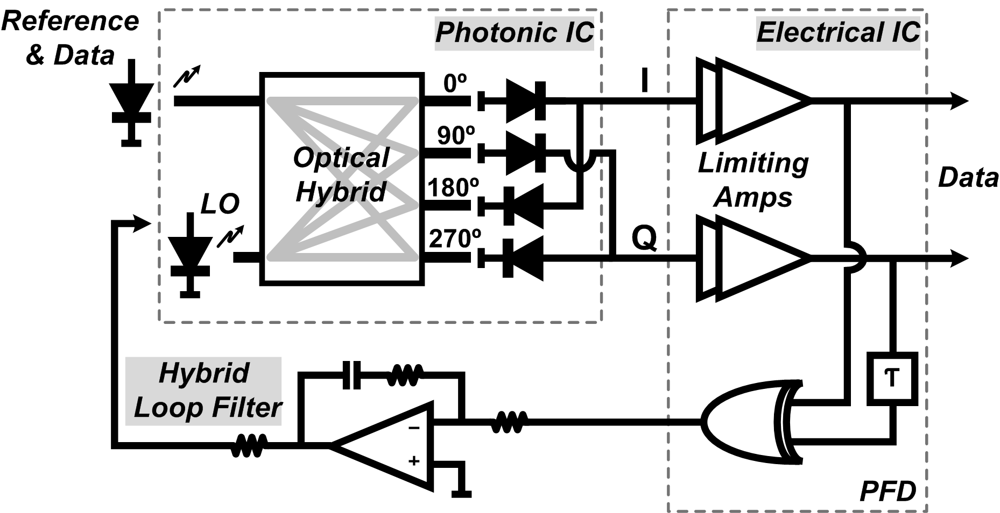 Reference
& Data
Photonic IC
Electrical IC
0º
I
90º
Optical
Hybrid
Limiting
Amps
Data
180º
LO
270º
Q
Hybrid
Loop Filter
τ
−
+
PFD